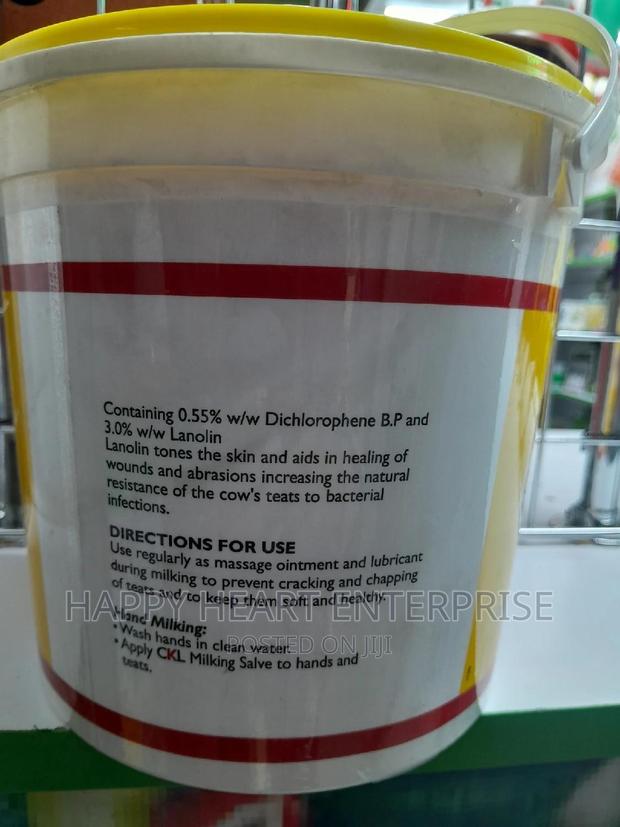 Containing 0.55% w/w Dichlorophene B.P and
3.0% w/w Lanolin
Lanolin tones the skin and aids in healing of
wounds and abrasions increasing the natural
resistance of the cow's teats to bacterial
infections.
DIRECTIONS FOR USE
Use regularly as massage ointment and lubricant
during milking to prevent cracking and chapping
of teats and to keep them soft and healthy.
HAPPY HEART ENTERPRISE
Hand Milking:
• Wash hands in clean water.
POSTED ON JIJI
• Apply CKL Milking Salve to hands and
teats.